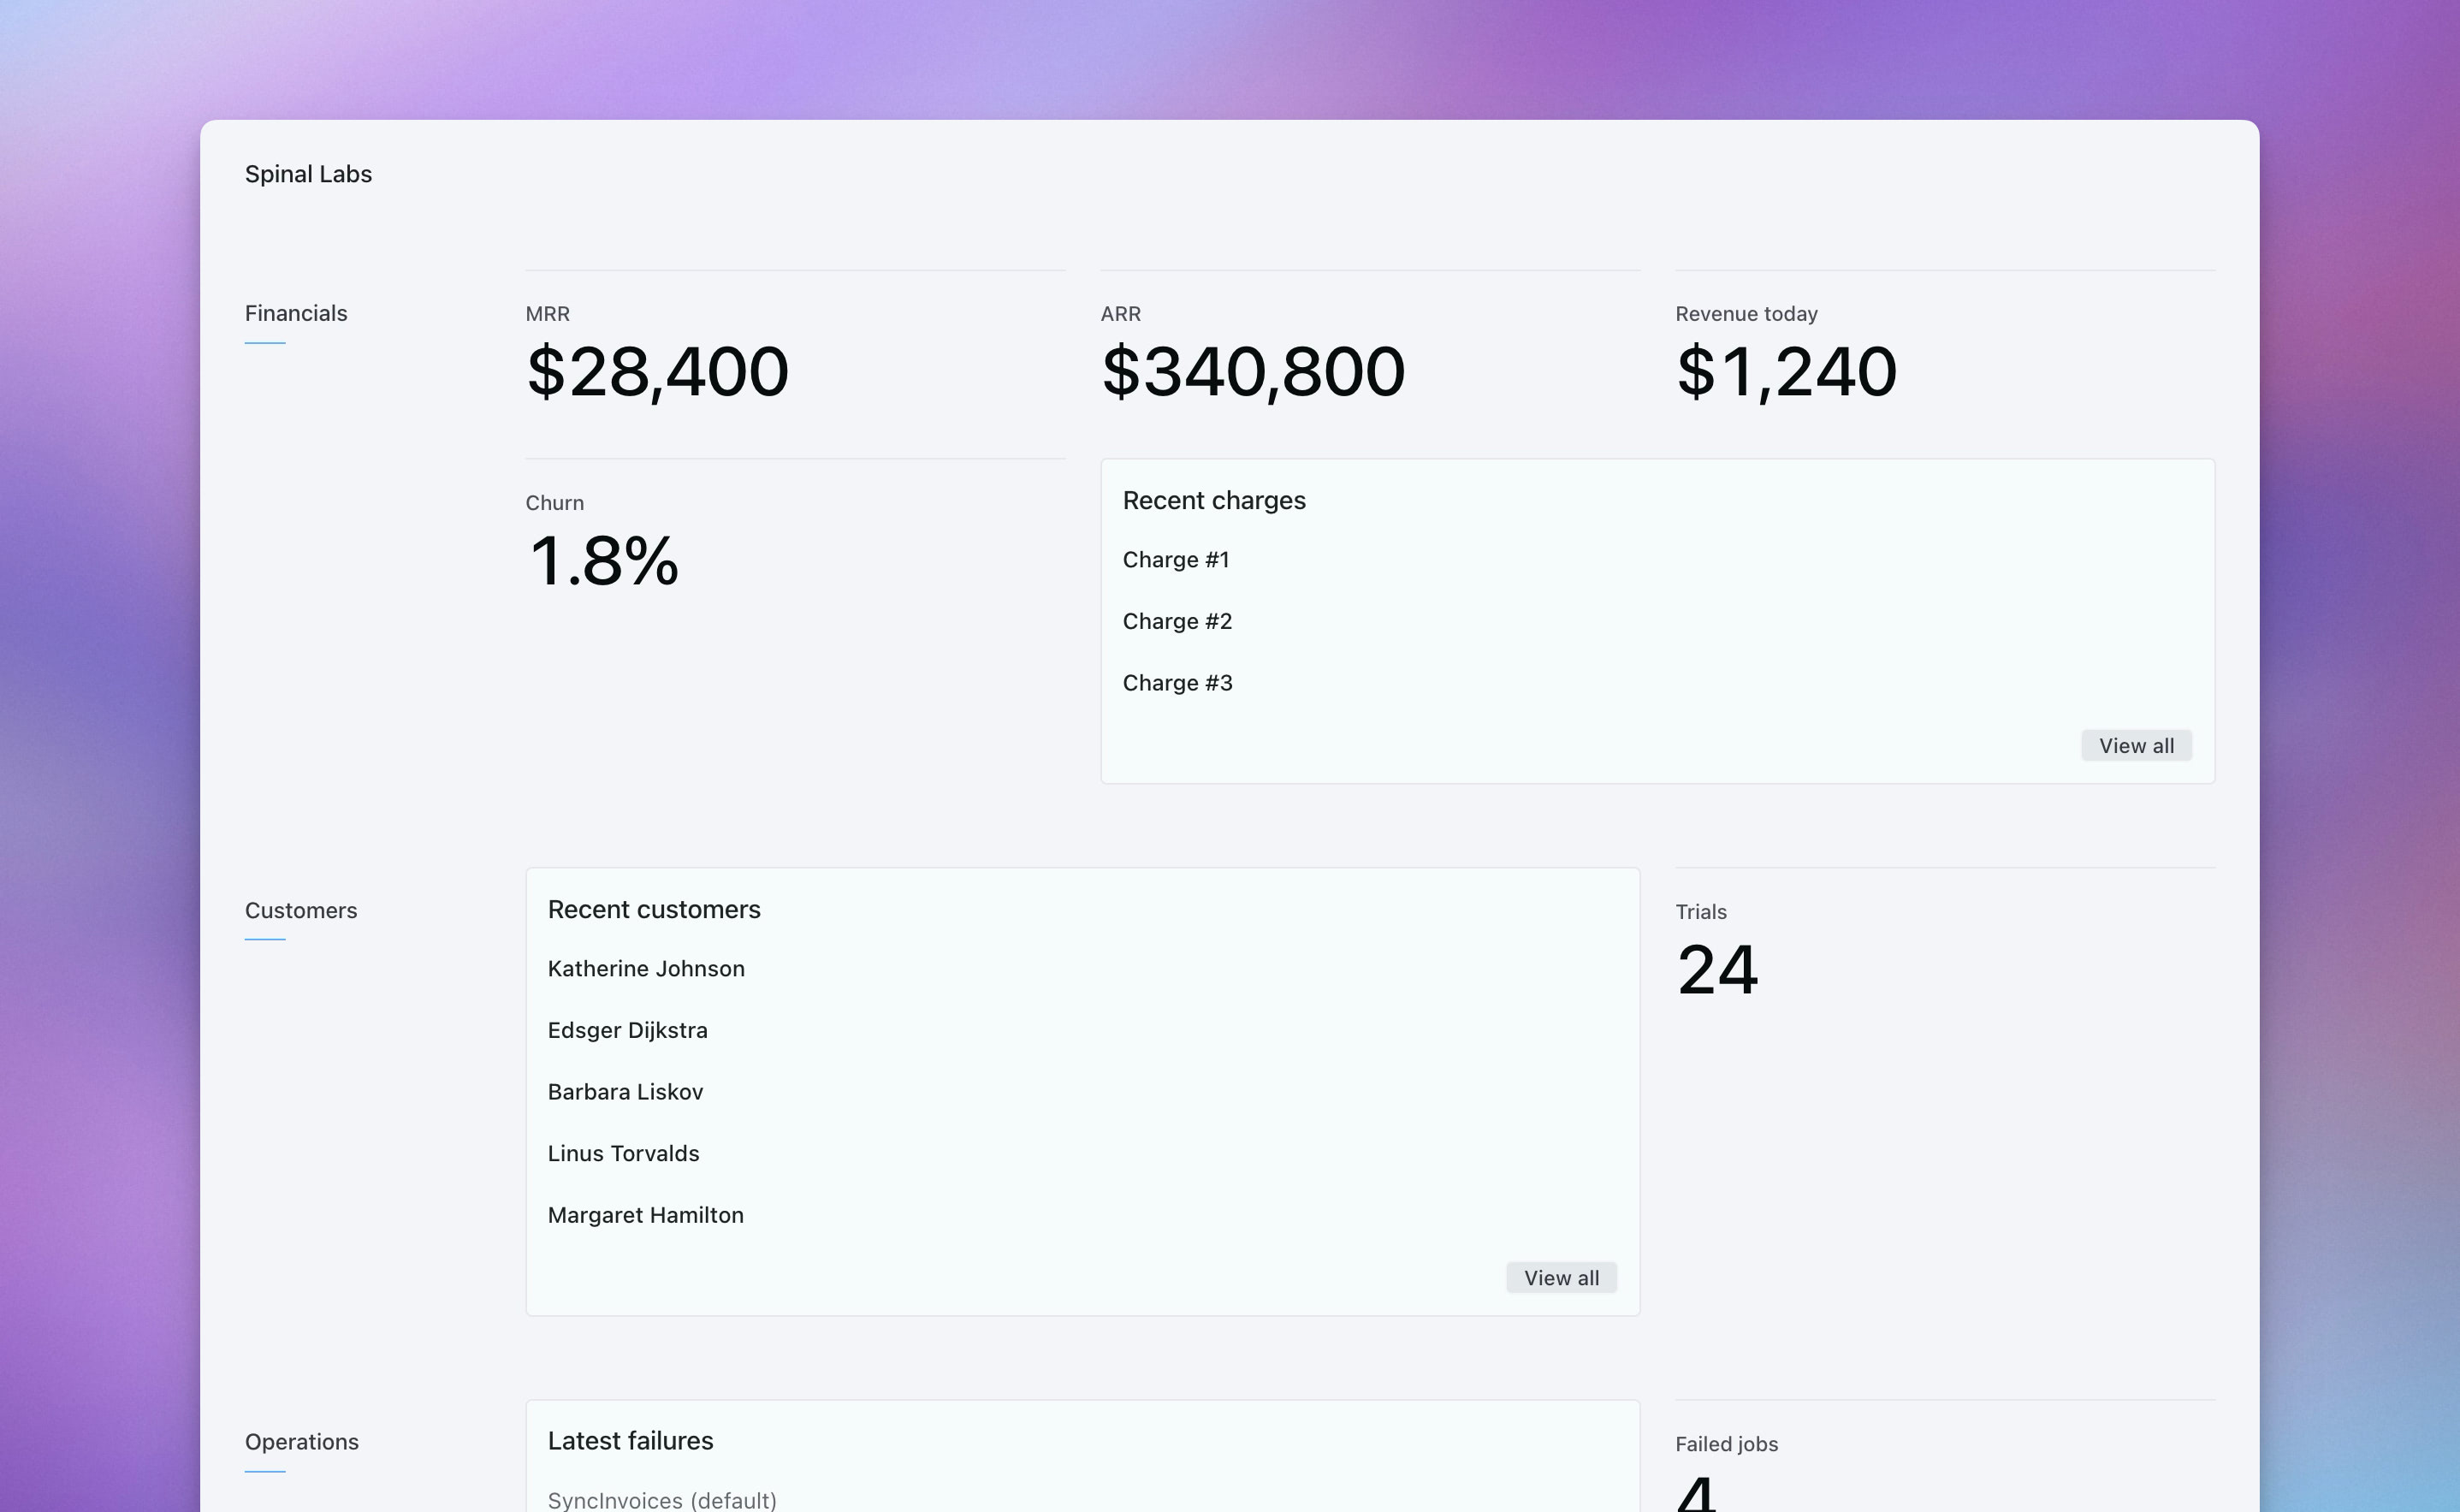 Spinal Labs
Financials
MRR
$28,400
ARR
$340,800
Revenue today
$1,240
Churn
1.8%
Recent charges
Charge #1
Charge #2
Charge #3
View all
Customers
Recent customers
Katherine Johnson
Edsger Dijkstra
Barbara Liskov
Linus Torvalds
Margaret Hamilton
View all
Trials
24
Operations
Latest failures
SyncInvoices (default)
Failed jobs
4